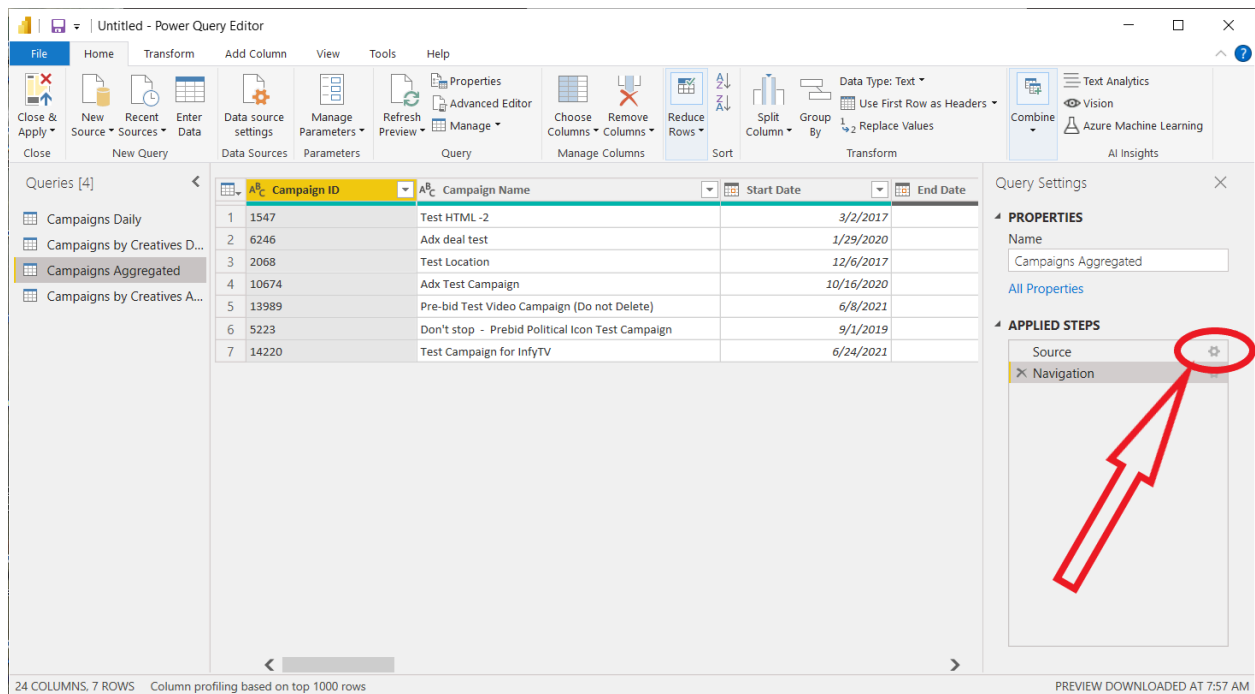 Untitled - Power Query Editor
File Home Transform Add Column View Tools Help
Close & Apply
New Source
Recent Sources
Enter Data
Data source settings
Manage Parameters
Refresh Preview
Properties
Advanced Editor
Manage
Choose Columns
Remove Columns
Reduce Rows
Split Column
Group By
Data Type: Text
Use First Row as Headers
Replace Values
Combine
Text Analytics
Vision
Azure Machine Learning
Close New Query Data Sources Parameters Query Manage Columns Sort Transform AI Insights
Queries [4]
Campaigns Daily
Campaigns by Creatives D...
Campaigns Aggregated
Campaigns by Creatives A...
ABC Campaign ID ABC Campaign Name Start Date End Date
1 1547 Test HTML -2 3/2/2017
2 6246 Adx deal test 1/29/2020
3 2068 Test Location 12/6/2017
4 10674 Adx Test Campaign 10/16/2020
5 13989 Pre-bid Test Video Campaign (Do not Delete) 6/8/2021
6 5223 Don't stop - Prebid Political Icon Test Campaign 9/1/2019
7 14220 Test Campaign for InfyTV 6/24/2021
Query Settings
PROPERTIES
Name
Campaigns Aggregated
All Properties
APPLIED STEPS
Source
Navigation
24 COLUMNS, 7 ROWS Column profiling based on top 1000 rows
PREVIEW DOWNLOADED AT 7:57 AM